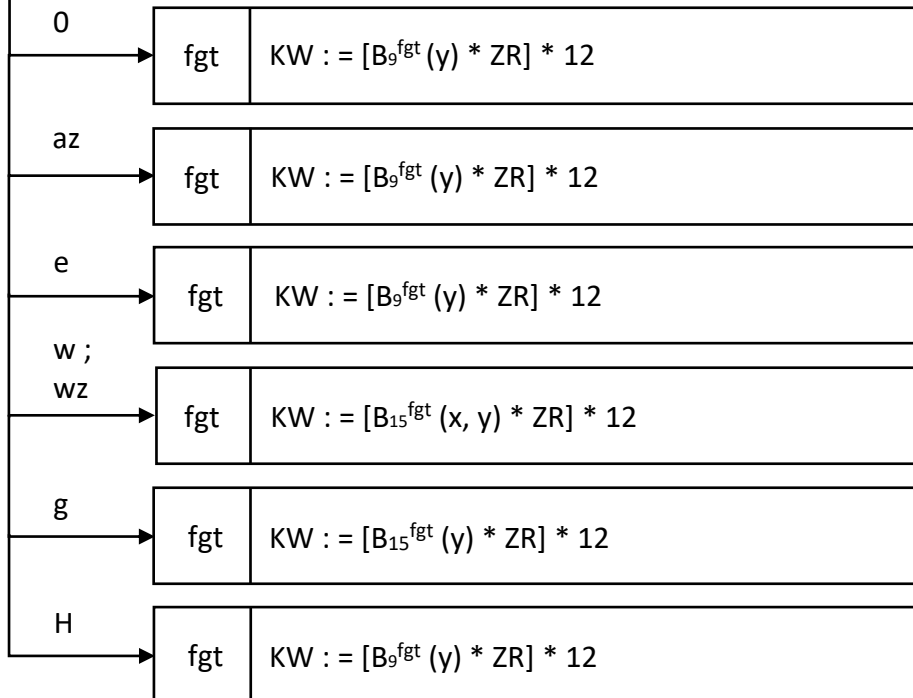 0
fgt KW : = [B₉ᶠᵍᵗ (y) * ZR] * 12
az
fgt KW : = [B₉ᶠᵍᵗ (y) * ZR] * 12
e
fgt KW : = [B₉ᶠᵍᵗ (y) * ZR] * 12
w ;
wz
fgt KW : = [B₁₅ᶠᵍᵗ (x, y) * ZR] * 12
g
fgt KW : = [B₁₅ᶠᵍᵗ (y) * ZR] * 12
H
fgt KW : = [B₉ᶠᵍᵗ (y) * ZR] * 12